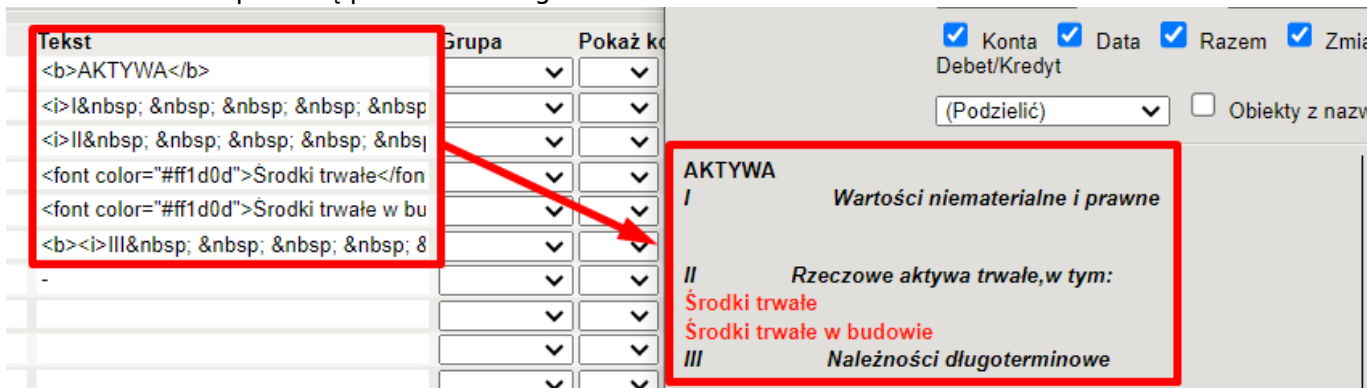 Tekst Grupa Pokaż
<b>AKTYWA</b>
<i>I&nbsp; &nbsp; &nbsp; &nbsp; &nbsp
<i>II&nbsp; &nbsp; &nbsp; &nbsp;
<font color="#ff1d0d">Środki trwałe</fon
<font color="#ff1d0d">Środki trwałe w bu
<b><i>III&nbsp; &nbsp; &nbsp; &nbsp; &
-
Konta Data Razem
Debet/Kredyt
(Podzielić) Obiekty z
AKTYWA
I Wartości niematerialne i prawne
II Rzeczowe aktywa trwałe,w tym:
Środki trwałe
Środki trwałe w budowie
III Należności długoterminowe